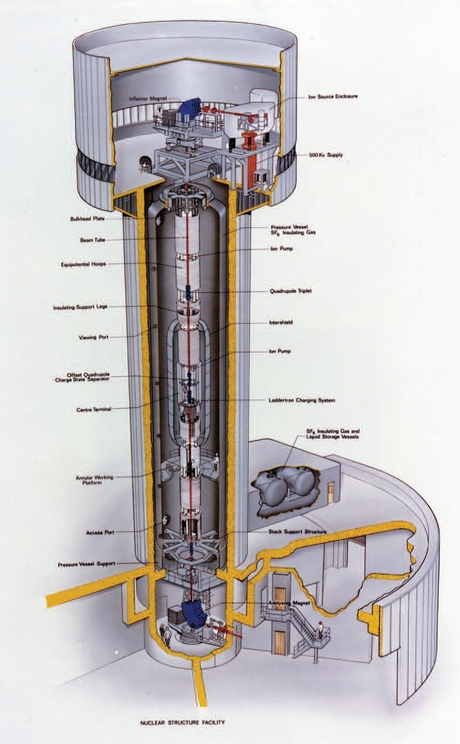 Inflector Magnet
Ion Source Enclosure
500 Kv Supply
Bulkhead Plate
Pressure Vessel
SF₆ Insulating Gas
Beam Tube
Ion Pump
Equipotential Hoops
Quadrupole Triplet
Insulating Support Legs
Intershield
Viewing Port
Ion Pump
Offset Quadrupole
Charge State Separator
Laddertron Charging System
Centre Terminal
SF₆ Insulating Gas and
Liquid Storage Vessels
Annular Working
Platform
Access Port
Stack Support Structure
Pressure Vessel Support
Analysing Magnet
NUCLEAR STRUCTURE FACILITY